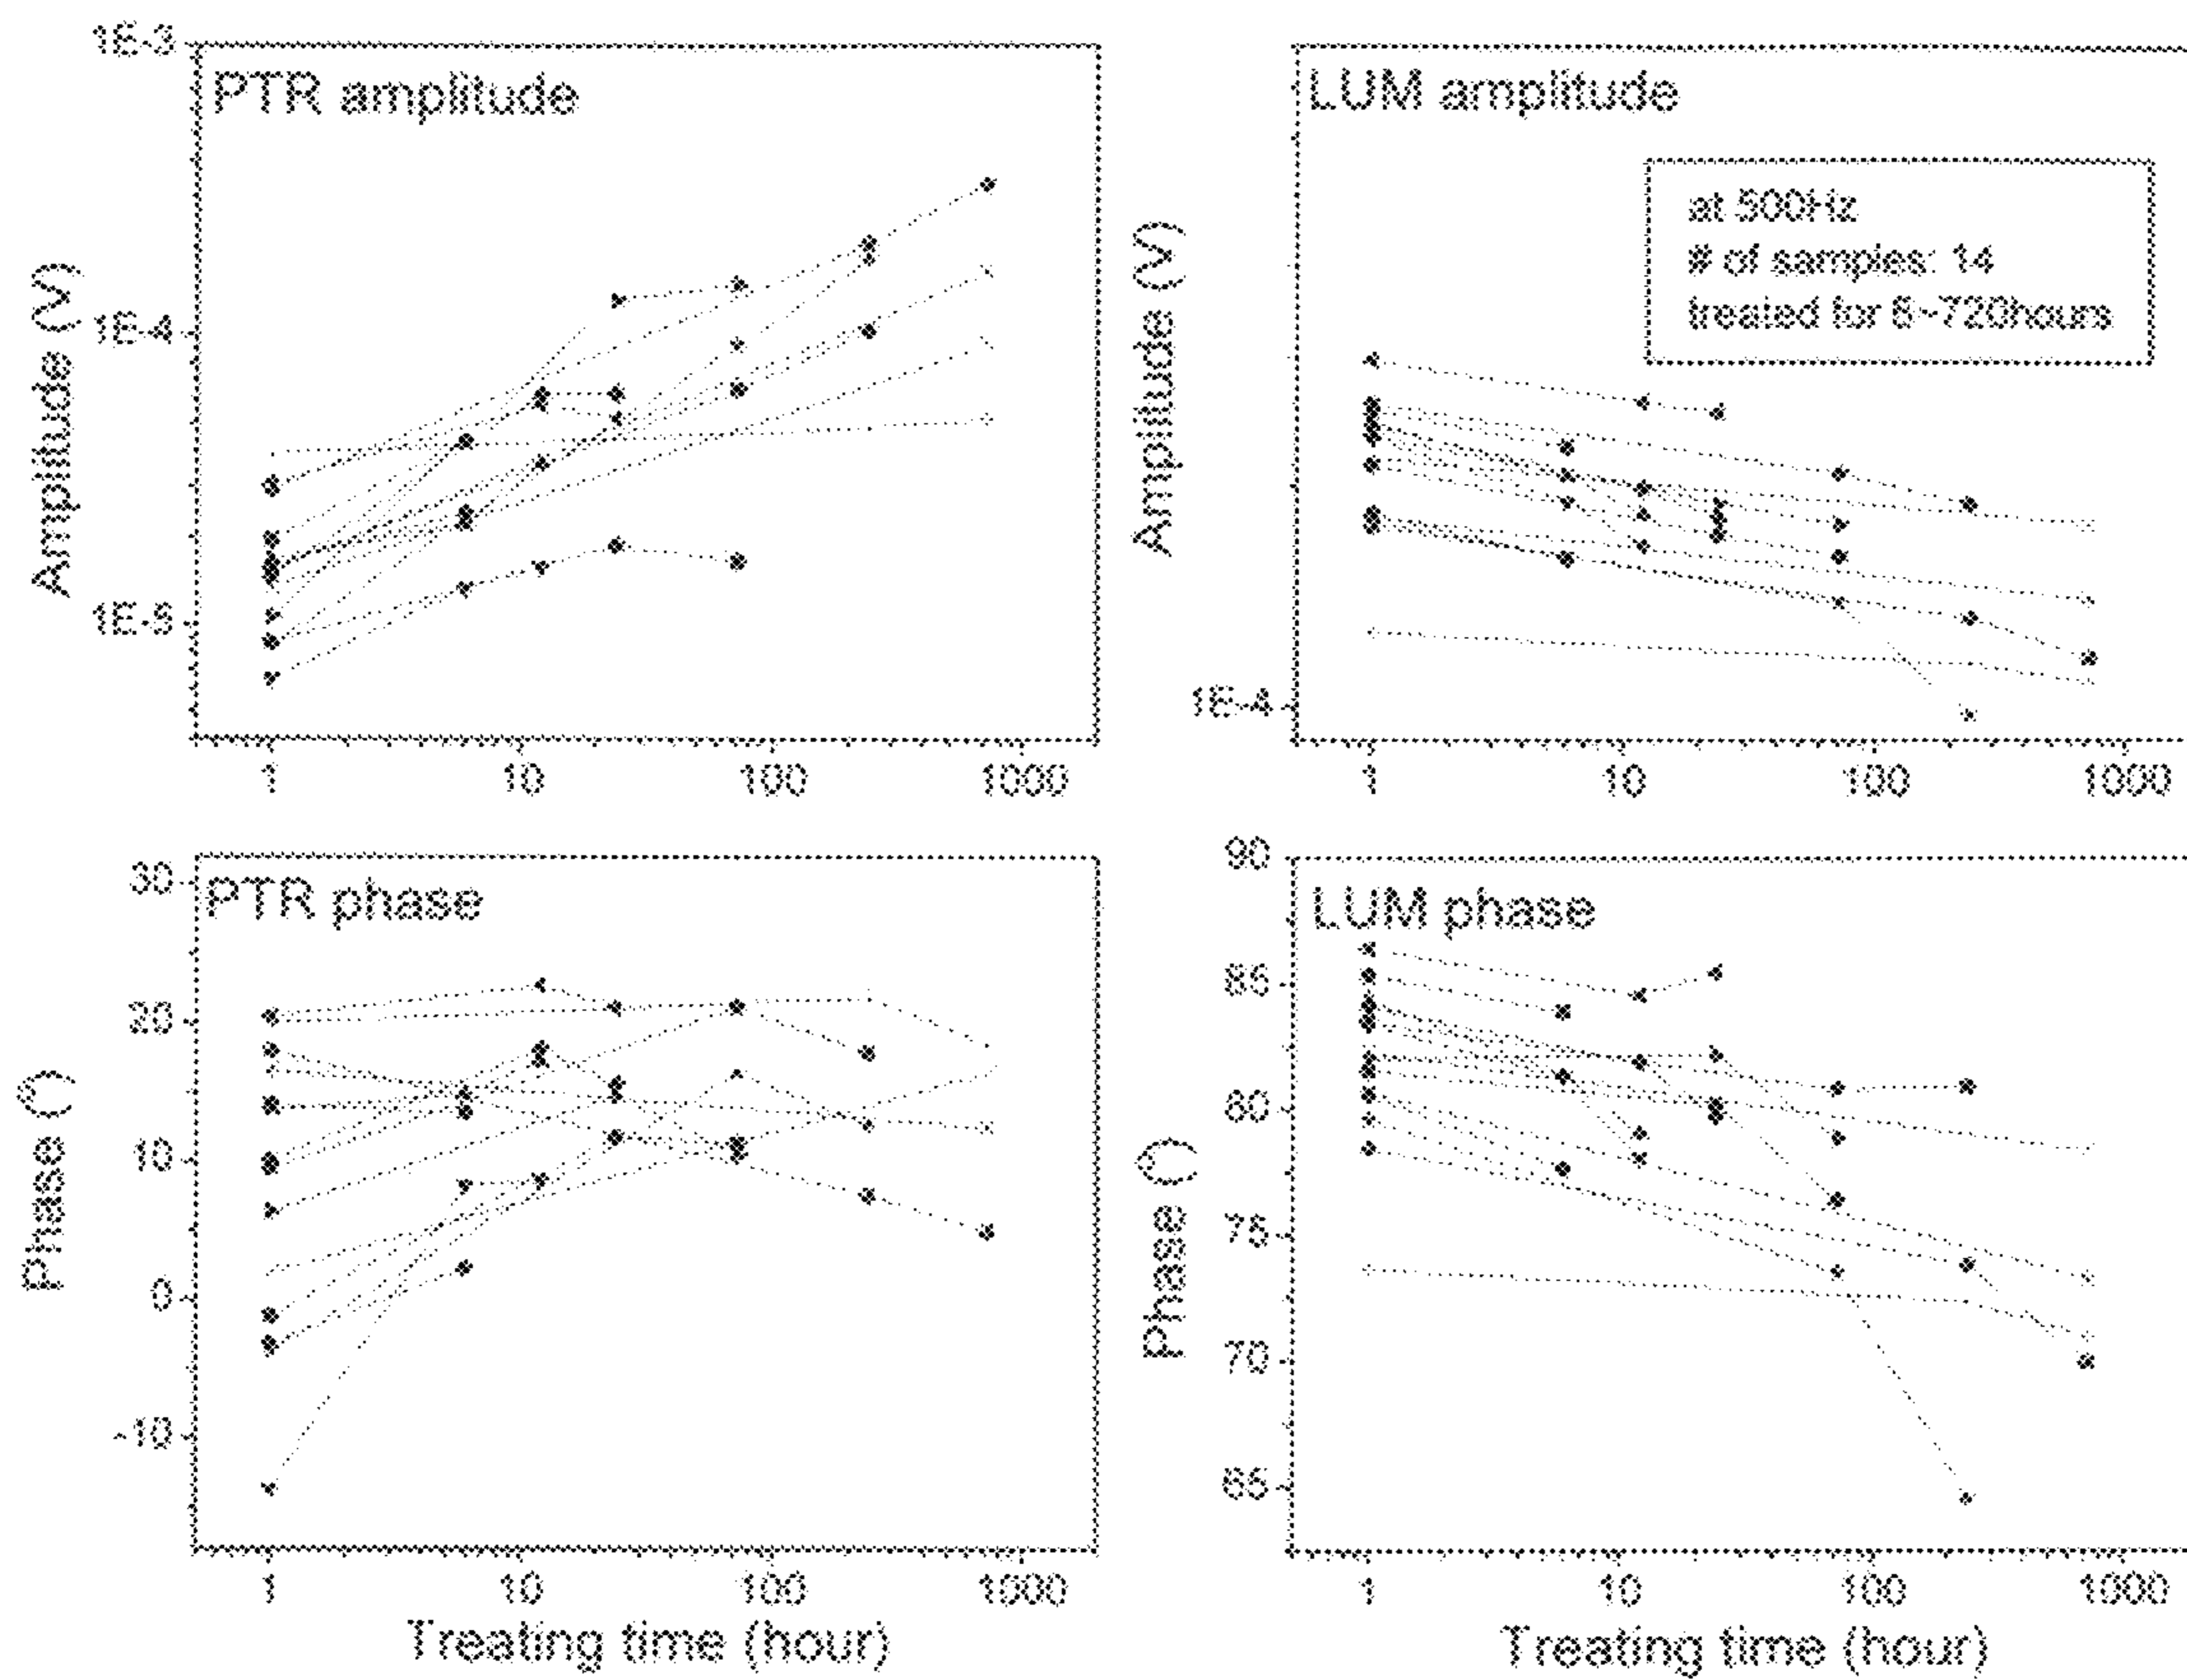 1E-3
PTR amplitude
Amplitude (V)
1E-4
1E-5
1
10
100
1000
LUM amplitude
at 500Hz
# of samples: 14
treated for 6~720hours
Amplitude (V)
1E-4
1
10
100
1000
30
PTR phase
20
Phase (°)
10
0
-10
1
10
100
1000
Treating time (hour)
90
LUM phase
85
80
Phase (°)
75
70
65
1
10
100
1000
Treating time (hour)